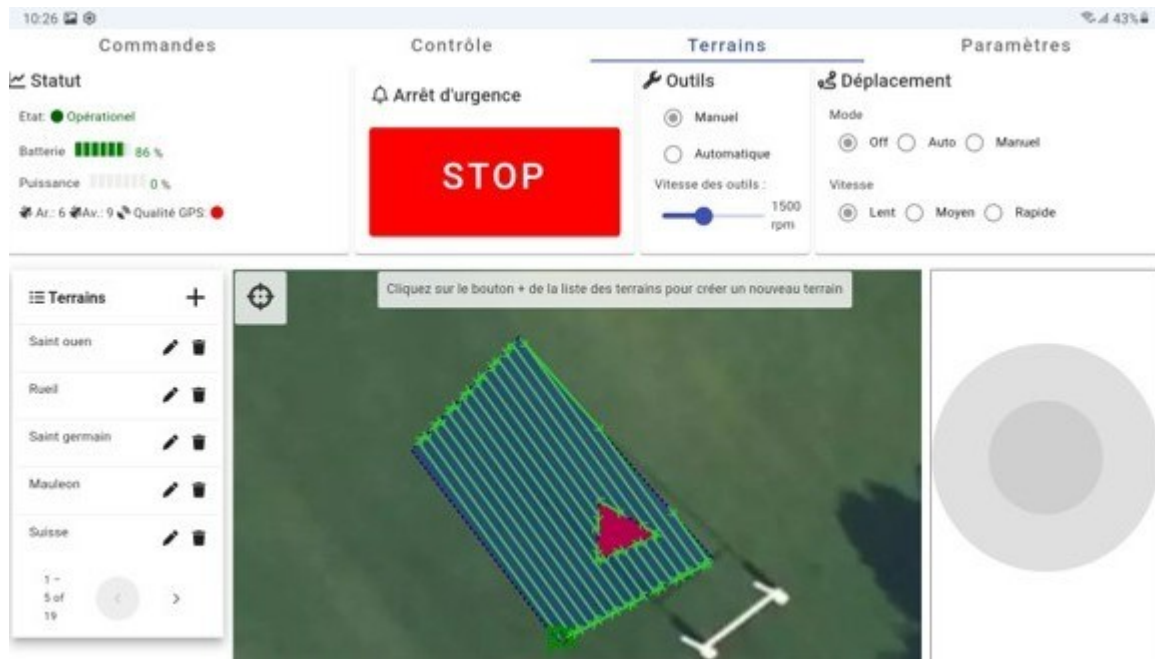 10:26
43%
Commandes
Contrôle
Terrains
Paramètres
Statut
Etat: Opérationel
Batterie 86 %
Puissance 0 %
Ar.: 6 Av.: 9 Qualité GPS:
Arrêt d'urgence
STOP
Outils
Manuel
Automatique
Vitesse des outils :
1500
rpm
Déplacement
Mode
Off Auto Manuel
Vitesse
Lent Moyen Rapide
Terrains +
Saint ouen
Rueil
Saint germain
Mauleon
Suisse
1 –
5 of
19
Cliquez sur le bouton + de la liste des terrains pour créer un nouveau terrain